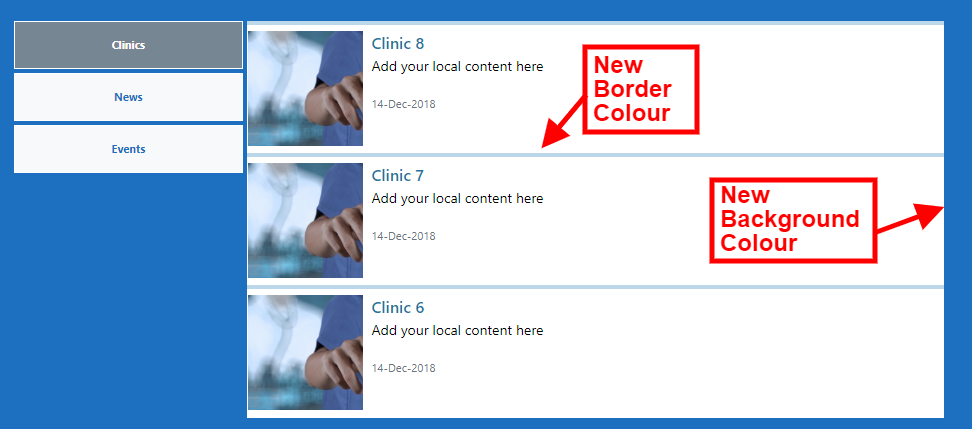 Clinics
News
Events
Clinic 8
Add your local content here
14-Dec-2018
New
Border
Colour
Clinic 7
Add your local content here
14-Dec-2018
New
Background
Colour
Clinic 6
Add your local content here
14-Dec-2018